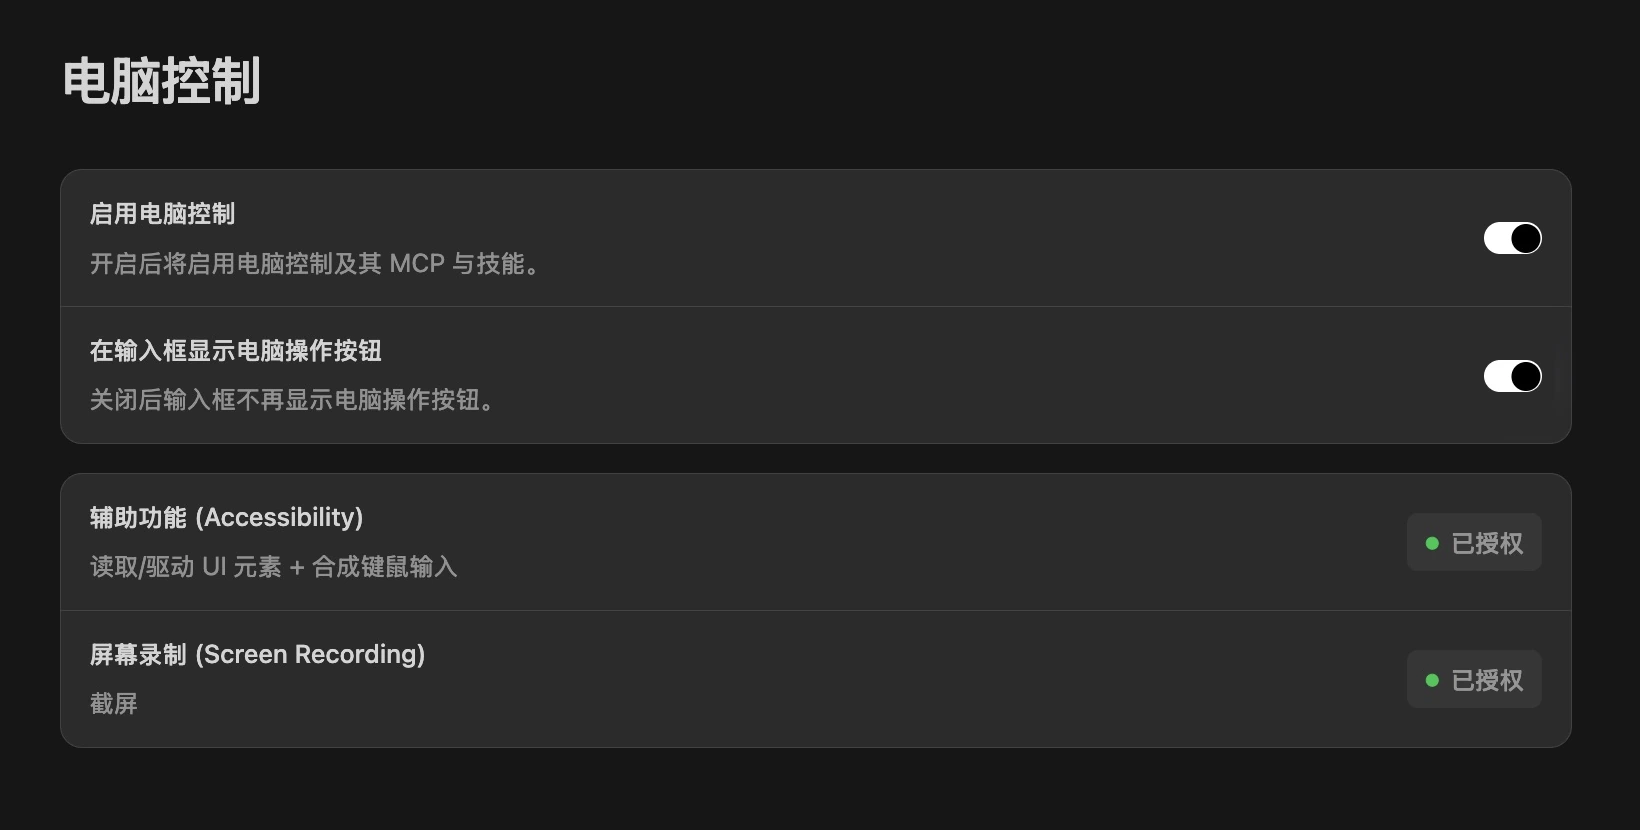 电脑控制
启用电脑控制
开启后将启用电脑控制及其 MCP 与技能。
在输入框显示电脑操作按钮
关闭后输入框不再显示电脑操作按钮。
辅助功能 (Accessibility)
读取/驱动 UI 元素 + 合成键鼠输入
已授权
屏幕录制 (Screen Recording)
截屏
已授权